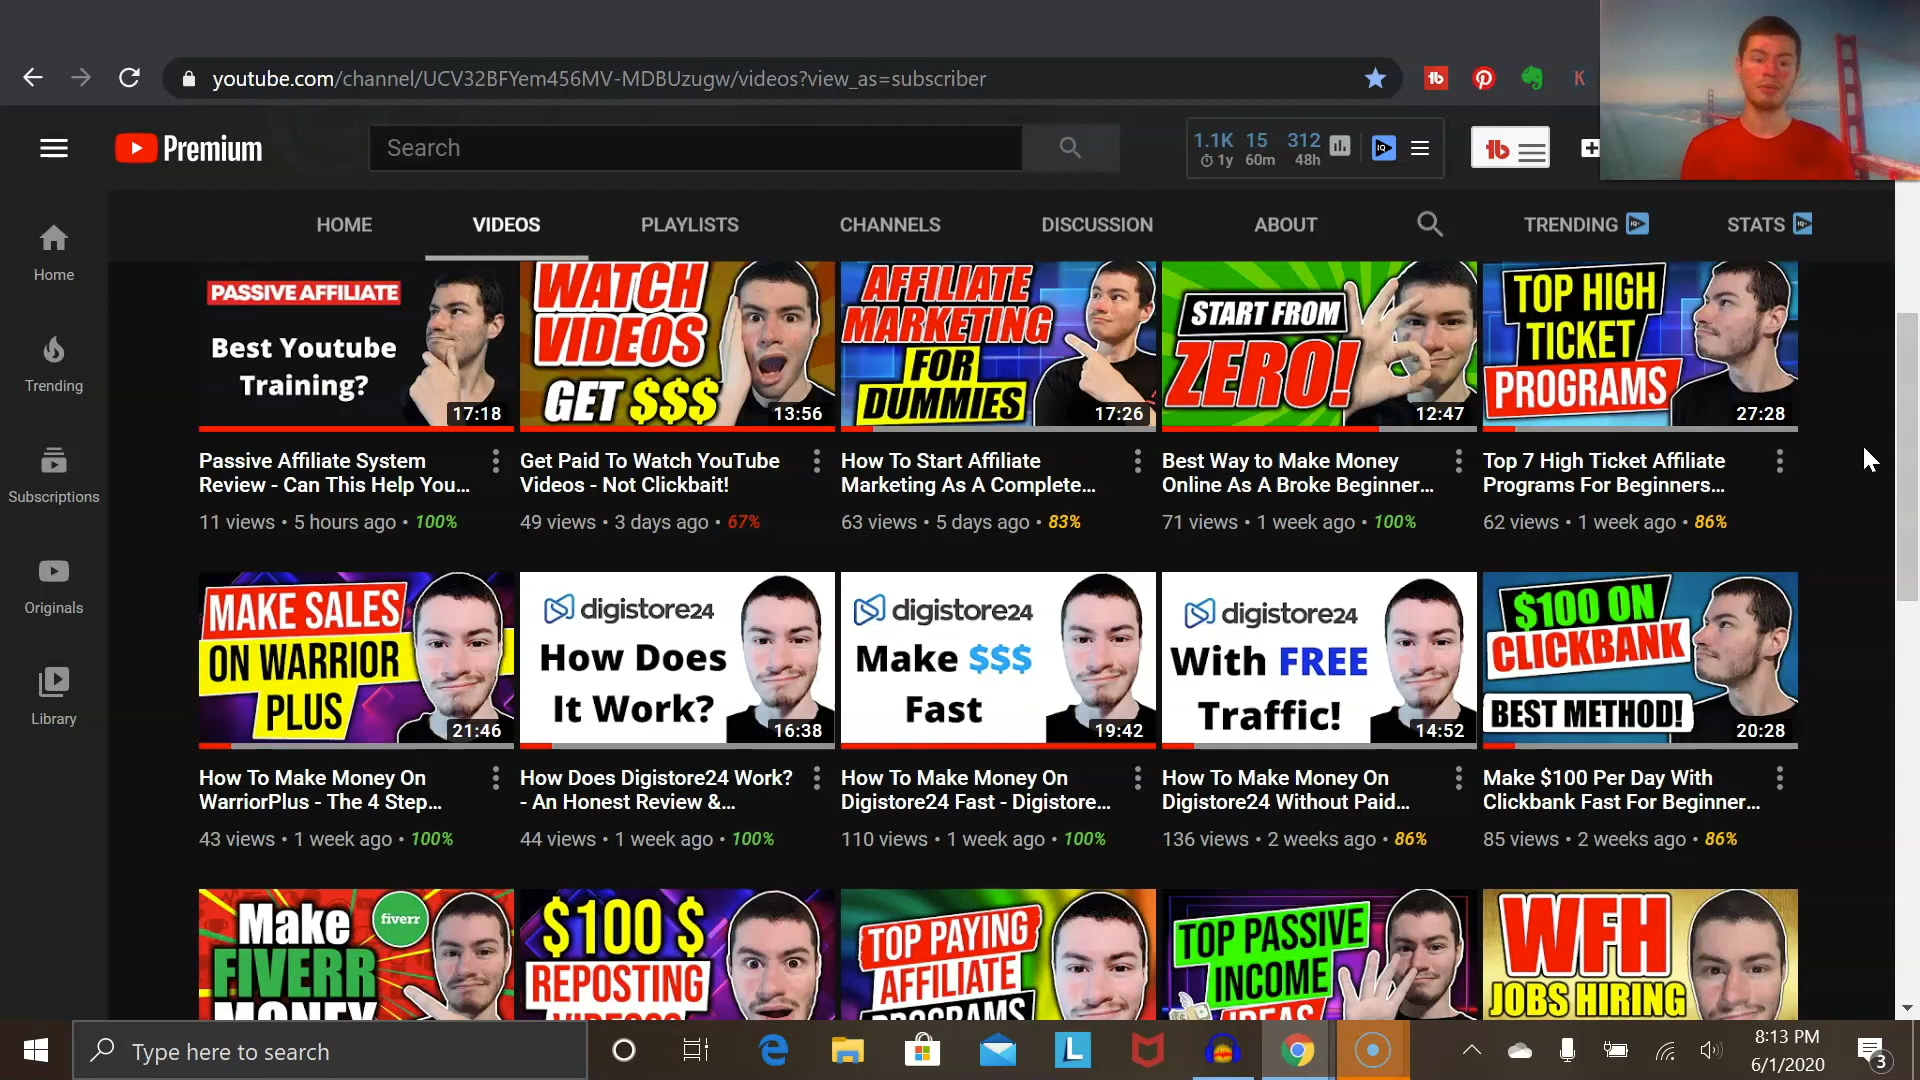 youtube.com/channel/UCV32BFYem456MV-MDBUzugw/videos?view_as=subscriber
K
Premium
Search
1.1K 15 312
1y 60m 48h
HOME VIDEOS PLAYLISTS CHANNELS DISCUSSION ABOUT TRENDING STATS
Home
Trending
Subscriptions
Originals
Library
PASSIVE AFFILIATE
Best Youtube
Training?
17:18
WATCH
VIDEOS
GET $$$
13:56
AFFILIATE
MARKETING
FOR
DUMMIES
17:26
START FROM
ZERO!
12:47
TOP HIGH
TICKET
PROGRAMS
27:28
Passive Affiliate System
Review - Can This Help You...
11 views • 5 hours ago • 100%
Get Paid To Watch YouTube
Videos - Not Clickbait!
49 views • 3 days ago • 67%
How To Start Affiliate
Marketing As A Complete...
63 views • 5 days ago • 83%
Best Way to Make Money
Online As A Broke Beginner...
71 views • 1 week ago • 100%
Top 7 High Ticket Affiliate
Programs For Beginners...
62 views • 1 week ago • 86%
MAKE SALES
ON WARRIOR
PLUS
21:46
digistore24
How Does
It Work?
16:38
digistore24
Make $$$
Fast
19:42
digistore24
With FREE
Traffic!
14:52
$100 ON
CLICKBANK
BEST METHOD!
20:28
How To Make Money On
WarriorPlus - The 4 Step...
43 views • 1 week ago • 100%
How Does Digistore24 Work?
- An Honest Review &...
44 views • 1 week ago • 100%
How To Make Money On
Digistore24 Fast - Digistore...
110 views • 1 week ago • 100%
How To Make Money On
Digistore24 Without Paid...
136 views • 2 weeks ago • 86%
Make $100 Per Day With
Clickbank Fast For Beginner...
85 views • 2 weeks ago • 86%
Make
fiverr
FIVERR
MONEY
$100 $
REPOSTING
VIDEOS
TOP PAYING
AFFILIATE
PROGRAMS
TOP PASSIVE
INCOME
IDEAS
WFH
JOBS HIRING
Type here to search
8:13 PM
6/1/2020
3